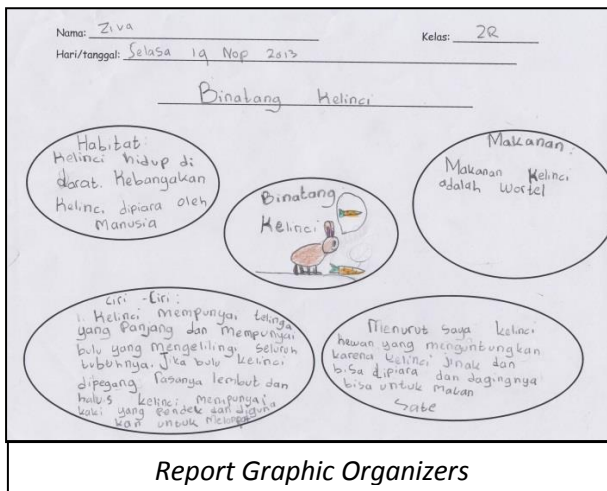 Nama: Ziva
Kelas: 2R
Hari/tanggal: Selasa 19 Nop 2013
Binatang Kelinci
Habitat:
Kelinci hidup di
darat. Kebangakan
Kelinci dipiara oleh
Manusia
Makanan:
Makanan Kelinci
adalah wortel
Binatang
Kelinci
Ciri-Ciri:
1. Kelinci mempunyai telinga
yang Panjang dan mempunyai
bulu yang mengelilingi seluruh
tubuhnya. Jika bulu kelinci
dipegang rasanya lembut dan
halus kelinci mempunyai
kaki yang pendek dan diguna
kan untuk Melompat
Menurut saya kelinci
hewan yang menguntungkan
karena kelinci jinak dan
bisa dipiara dan dagingnya
bisa untuk makan
Sate
Report Graphic Organizers